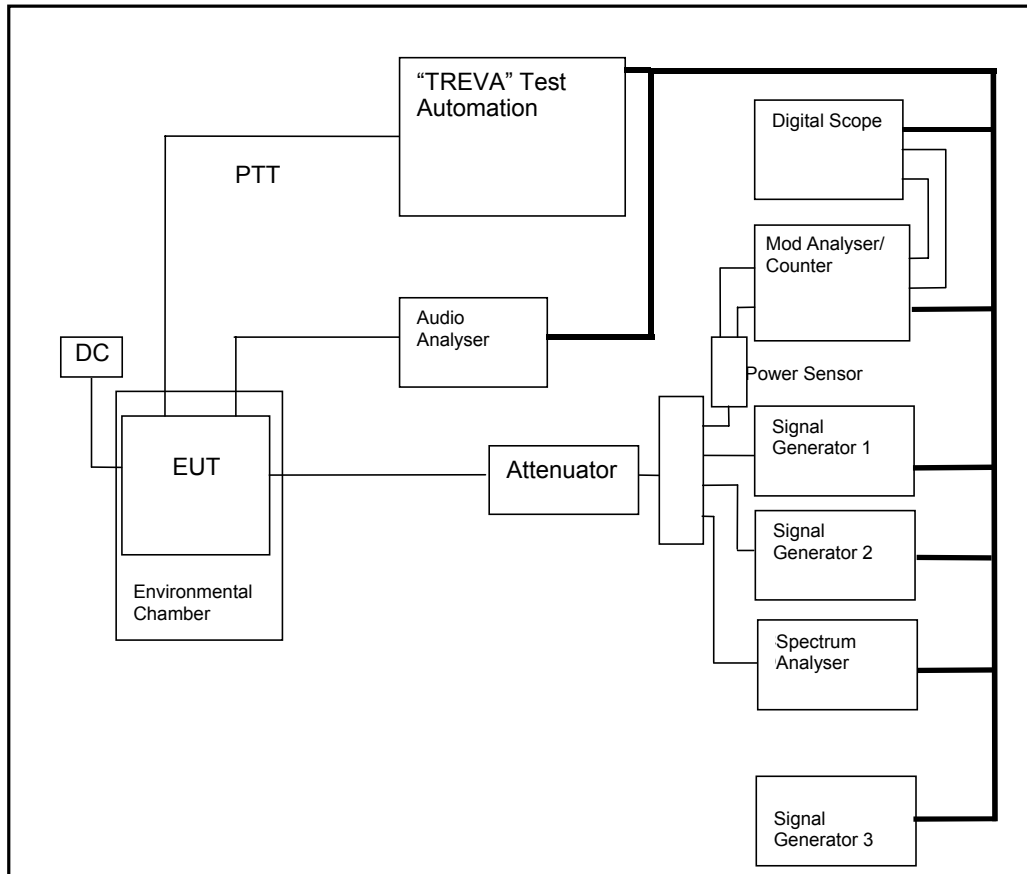 “TREVA” Test
Automation
Digital Scope
PTT
Mod Analyser/
Counter
Audio
Analyser
DC
Power Sensor
Signal
Generator 1
EUT
Attenuator
Signal
Generator 2
Environmental
Chamber
Spectrum
Analyser
Signal
Generator 3